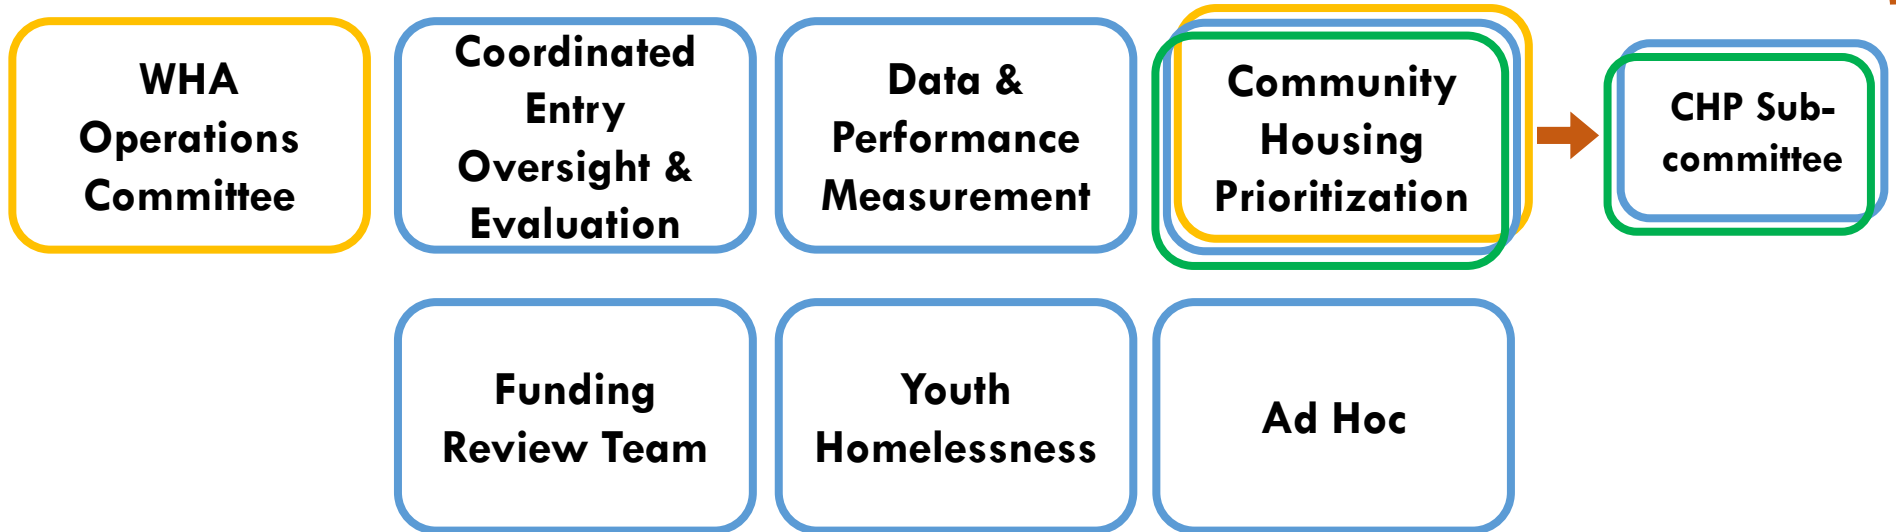 WHA
Operations
Committee
Coordinated
Entry
Oversight &
Evaluation
Data &
Performance
Measurement
Community
Housing
Prioritization
CHP Sub-
committee
Funding
Review Team
Youth
Homelessness
Ad Hoc